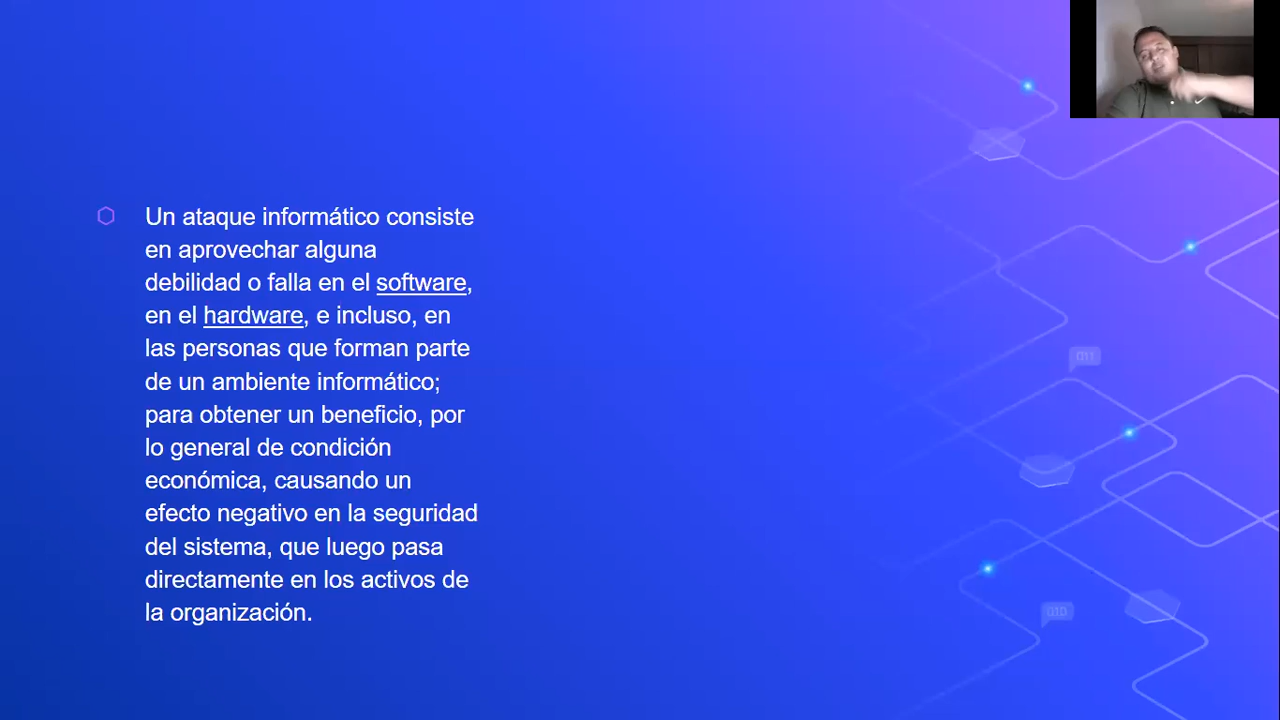 Un ataque informático consiste
en aprovechar alguna
debilidad o falla en el software,
en el hardware, e incluso, en
las personas que forman parte
de un ambiente informático;
para obtener un beneficio, por
lo general de condición
económica, causando un
efecto negativo en la seguridad
del sistema, que luego pasa
directamente en los activos de
la organización.